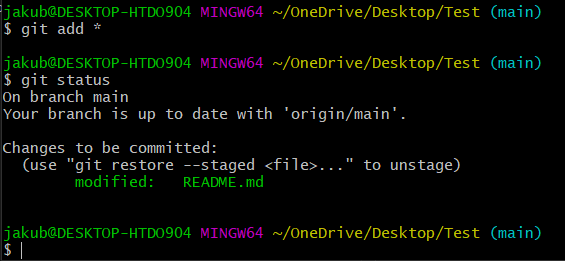 jakub@DESKTOP-HTDO904 MINGW64 ~/OneDrive/Desktop/Test (main)
$ git add *
jakub@DESKTOP-HTDO904 MINGW64 ~/OneDrive/Desktop/Test (main)
$ git status
On branch main
Your branch is up to date with 'origin/main'.
Changes to be committed:
  (use "git restore --staged <file>..." to unstage)
        modified:   README.md
jakub@DESKTOP-HTDO904 MINGW64 ~/OneDrive/Desktop/Test (main)
$